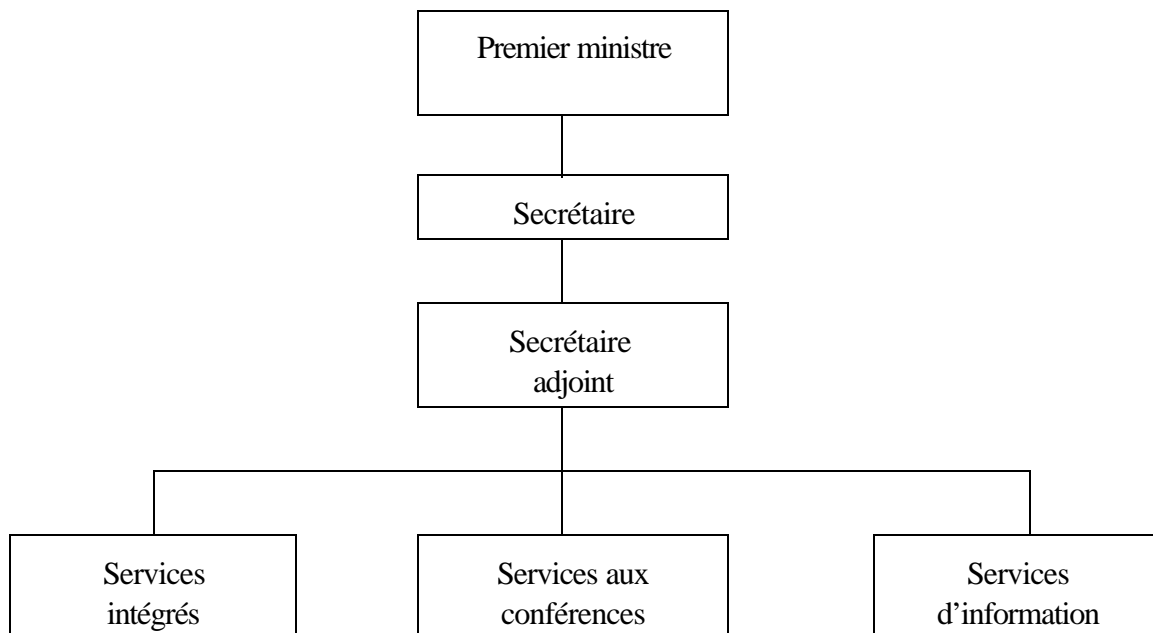 Premier ministre
Secrétaire
Secrétaire
adjoint
Services
intégrés
Services aux
conférences
Services
d’information